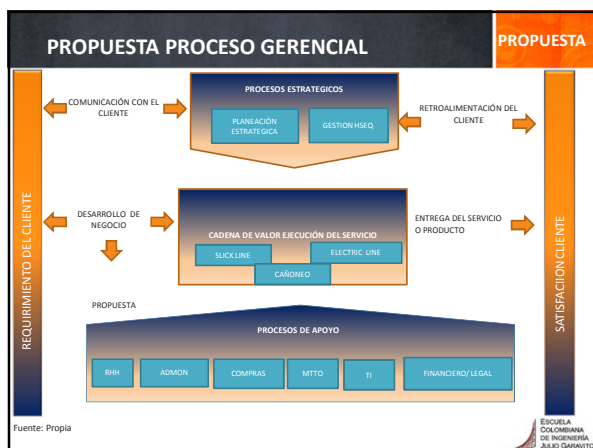 PROPUESTA PROCESO GERENCIAL
PROPUESTA
PROCESOS ESTRATEGICOS
COMUNICACIÓN CON EL
CLIENTE
PLANEACIÓN
ESTRATEGICA
GESTION HSEQ
RETROALIMENTACIÓN DEL
CLIENTE
REQUIRIMIENTO DEL CLIENTE
DESARROLLO DE
NEGOCIO
CADENA DE VALOR EJECUCIÓN DEL SERVICIO
SLICX LINE
ELECTRIC LINE
CAÑONEO
ENTREGA DEL SERVICIO
O PRODUCTO
SATISFACIION CLIENTE
PROPUESTA
PROCESOS DE APOYO
RHH
ADMON
COMPRAS
MTTO
TI
FINANCIERO/ LEGAL
Fuente: Propia
ESCUELA
COLOMBIANA
DE INGENIERÍA
JULIO GARAVITO